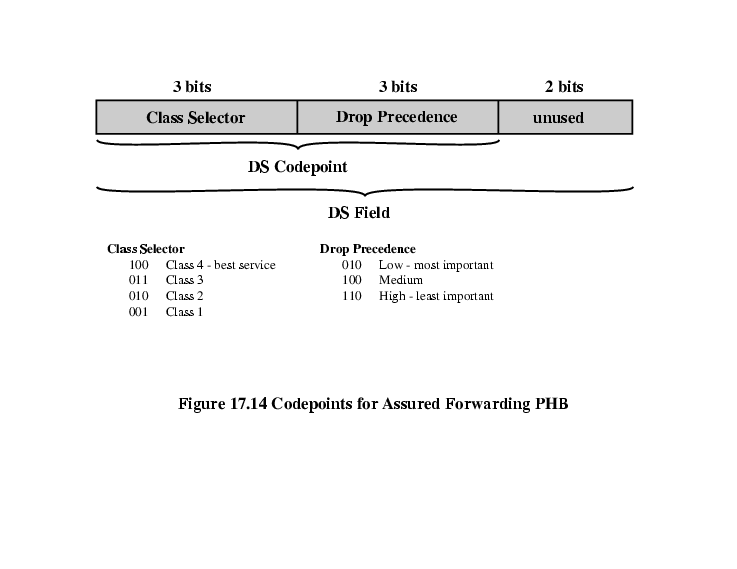 3 bits 3 bits 2 bits
Class Selector Drop Precedence unused
DS Codepoint
DS Field
Class Selector
100 Class 4 - best service
011 Class 3
010 Class 2
001 Class 1
Drop Precedence
010 Low - most important
100 Medium
110 High - least important
Figure 17.14 Codepoints for Assured Forwarding PHB